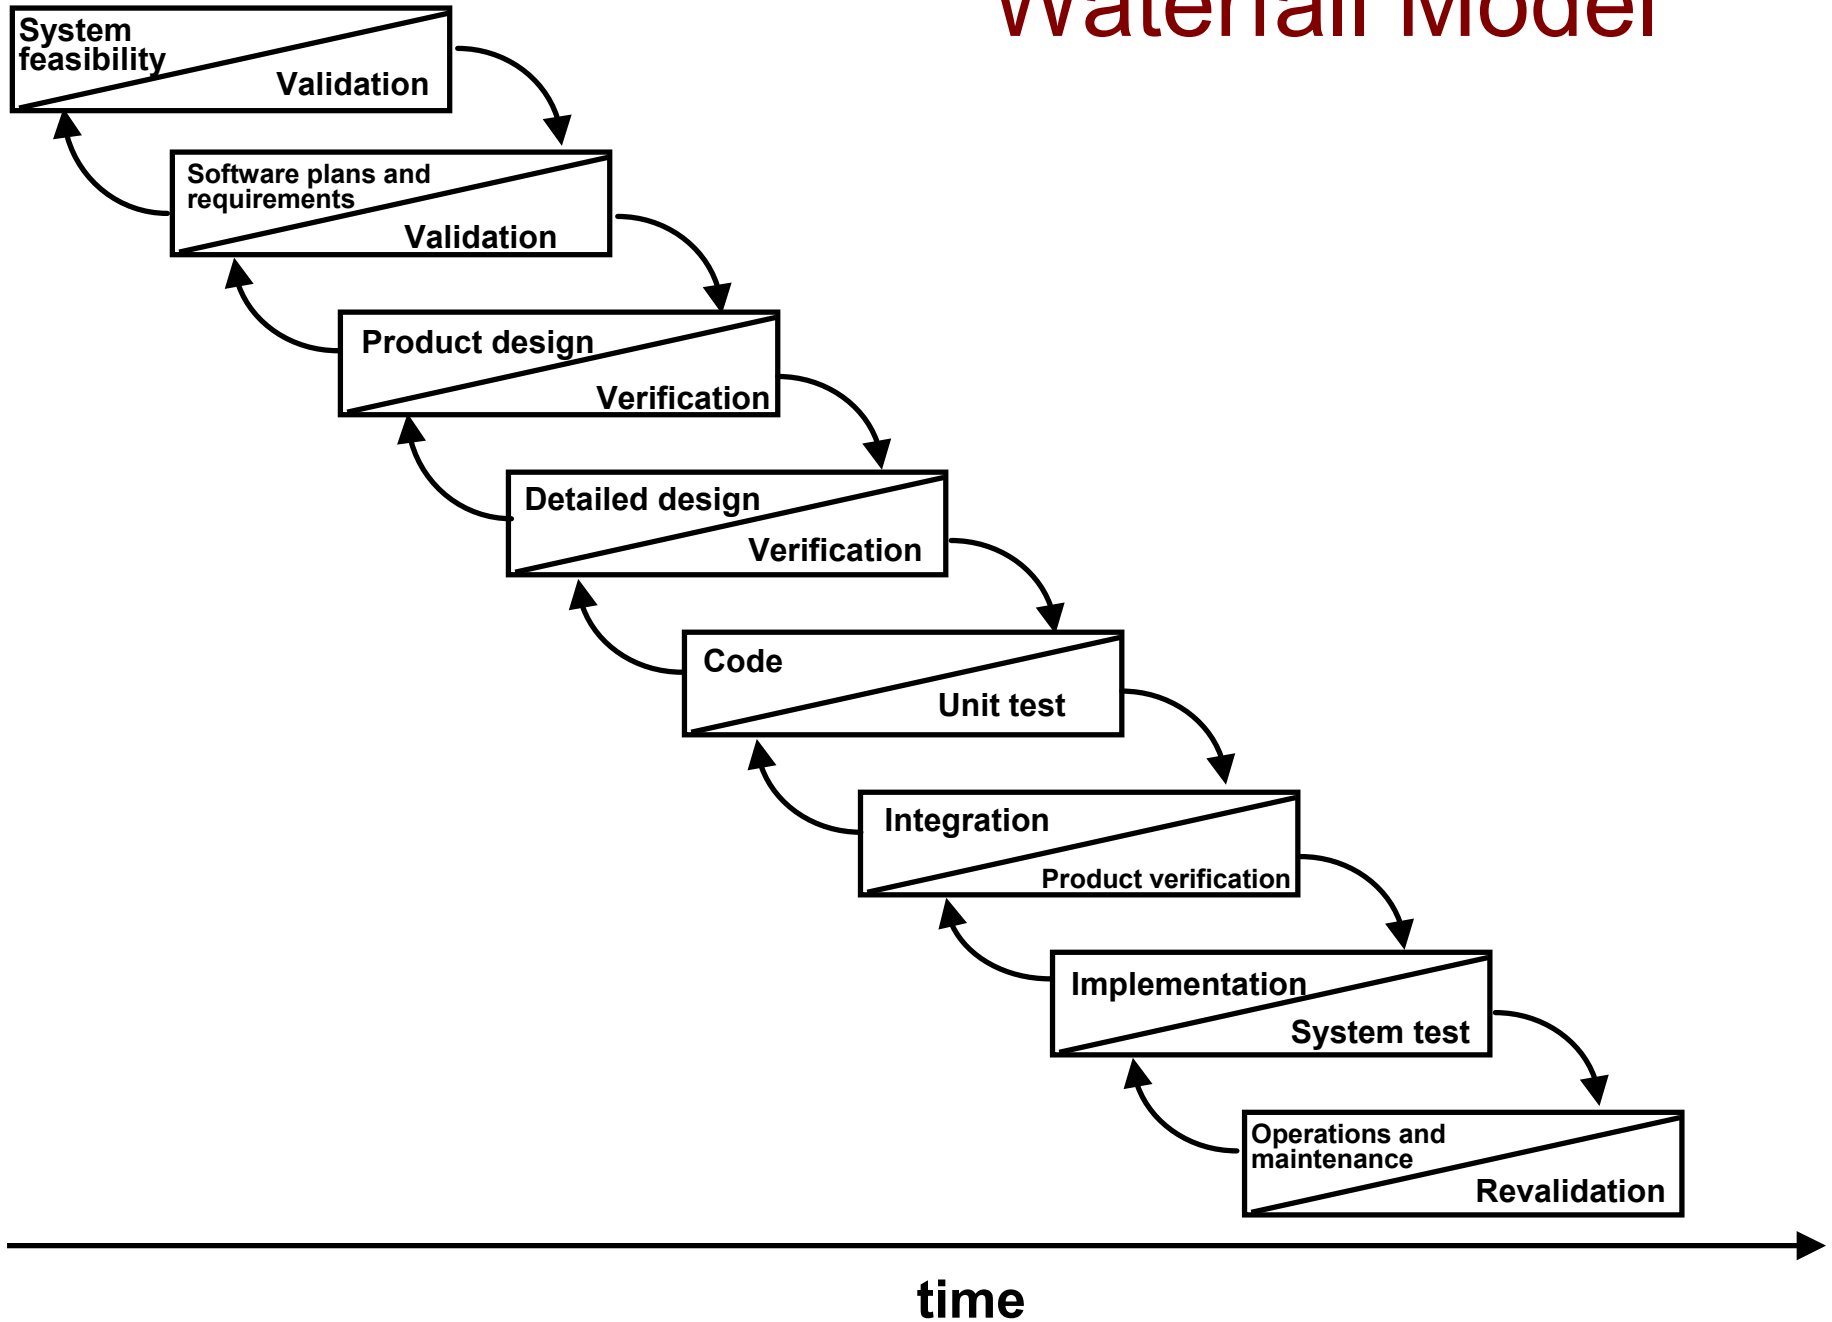 Waterfall Model
System
feasibility
Validation
Software plans and
requirements
Validation
Product design
Verification
Detailed design
Verification
Code
Unit test
Integration
Product verification
Implementation
System test
Operations and
maintenance
Revalidation
time